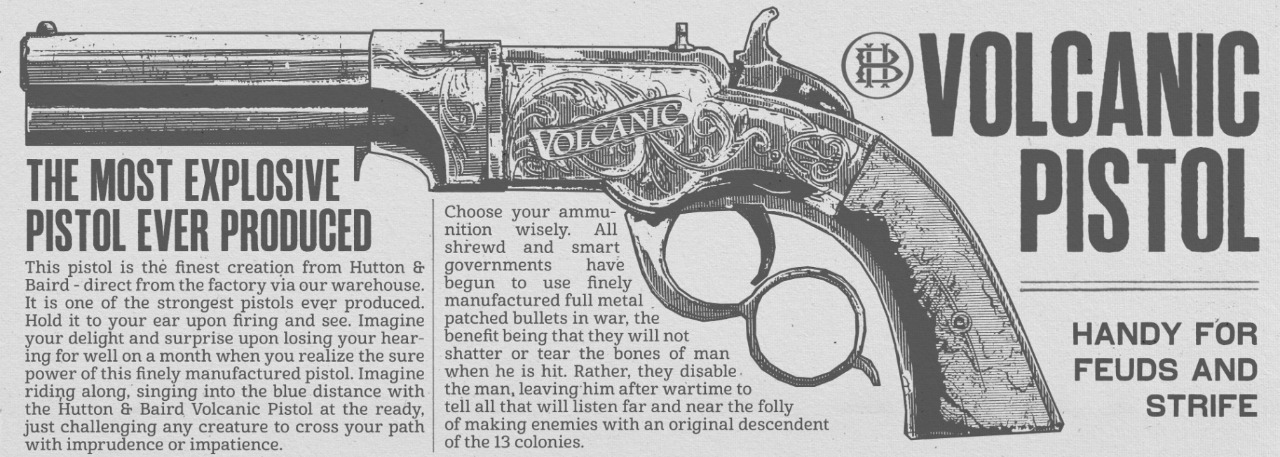 VOLCANIC
HB
VOLCANIC
PISTOL
HANDY FOR
FEUDS AND
STRIFE
THE MOST EXPLOSIVE
PISTOL EVER PRODUCED
This pistol is the finest creation from Hutton &
Baird - direct from the factory via our warehouse.
It is one of the strongest pistols ever produced.
Hold it to your ear upon firing and see. Imagine
your delight and surprise upon losing your hear-
ing for well on a month when you realize the sure
power of this finely manufactured pistol. Imagine
riding along, singing into the blue distance with
the Hutton & Baird Volcanic Pistol at the ready,
just challenging any creature to cross your path
with imprudence or impatience.
Choose your ammu-
nition wisely. All
shrewd and smart
governments have
begun to use finely
manufactured full metal
patched bullets in war, the
benefit being that they will not
shatter or tear the bones of man
when he is hit. Rather, they disable
the man, leaving him after wartime to
tell all that will listen far and near the folly
of making enemies with an original descendent
of the 13 colonies.